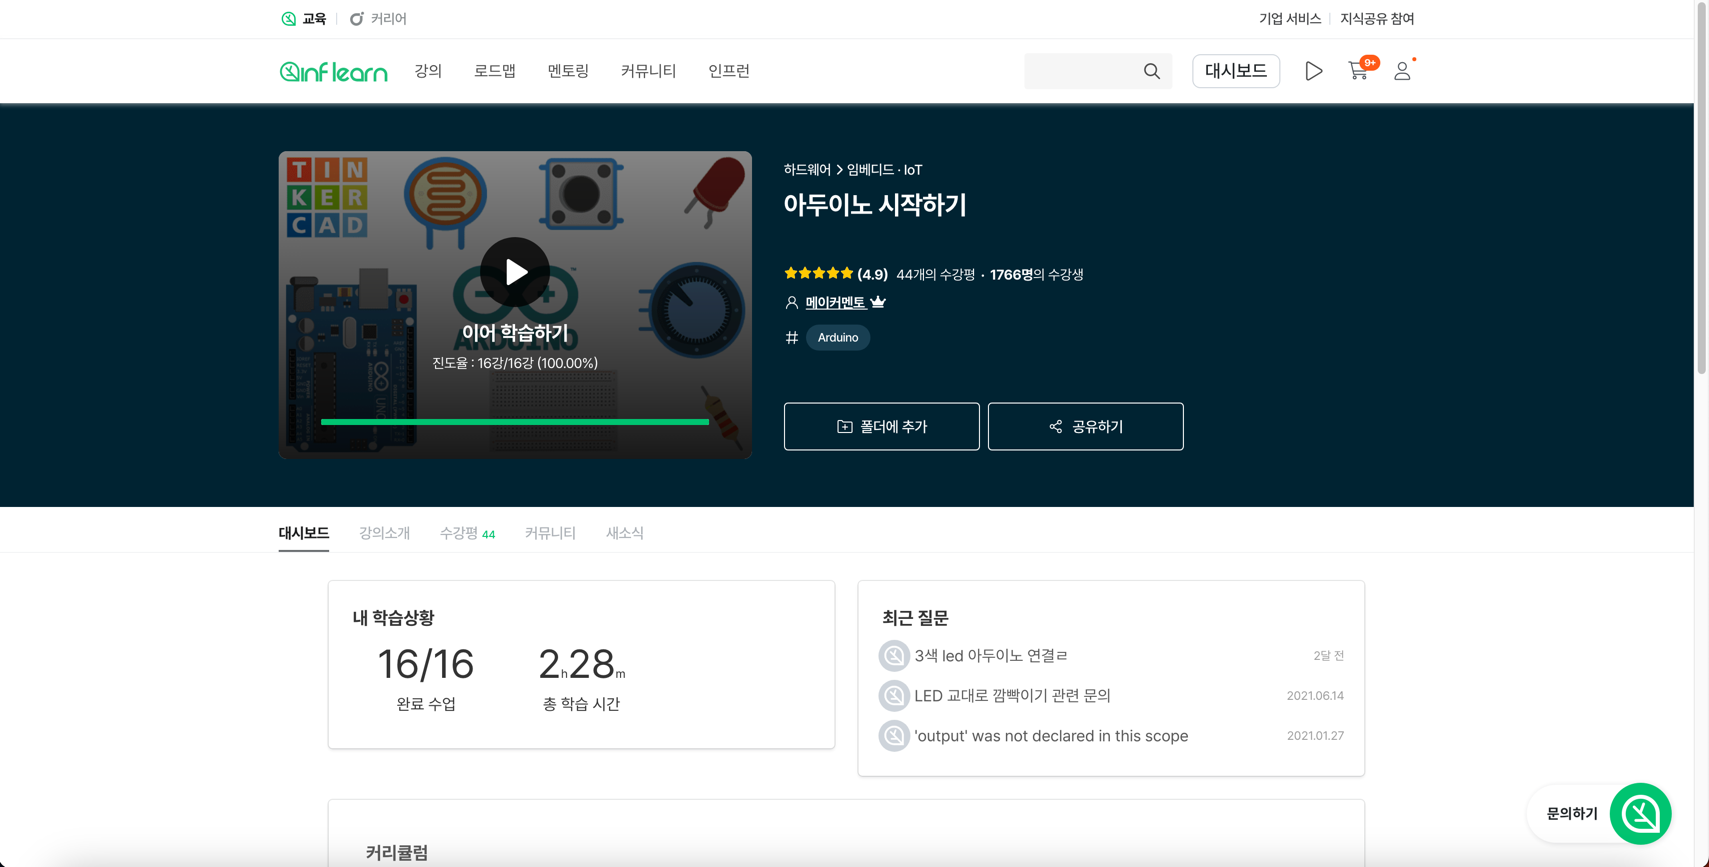 교육
커리어
기업 서비스
지식공유 참여
inflearn
강의
로드맵
멘토링
커뮤니티
인프런
대시보드
9+
TINKERCAD
ARDUINO
UNO
이어 학습하기
진도율 : 16강/16강 (100.00%)
하드웨어 > 임베디드 · IoT
아두이노 시작하기
(4.9) 44개의 수강평 · 1766명의 수강생
메이커멘토
# Arduino
폴더에 추가
공유하기
대시보드
강의소개
수강평 44
커뮤니티
새소식
내 학습상황
16/16
완료 수업
2h28m
총 학습 시간
최근 질문
3색 led 아두이노 연결ㄹ 2달 전
LED 교대로 깜빡이기 관련 문의 2021.06.14
'output' was not declared in this scope 2021.01.27
커리큘럼
문의하기